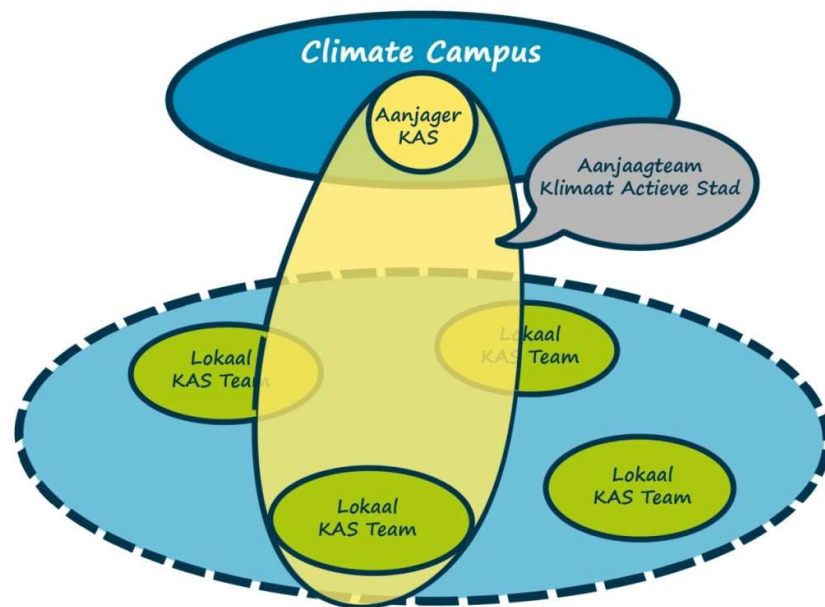 Climate Campus
Aanjager
KAS
Aanjaagteam
Klimaat Actieve Stad
Lokaal
KAS Team
Lokaal
KAS Team
Lokaal
KAS Team
Lokaal
KAS Team